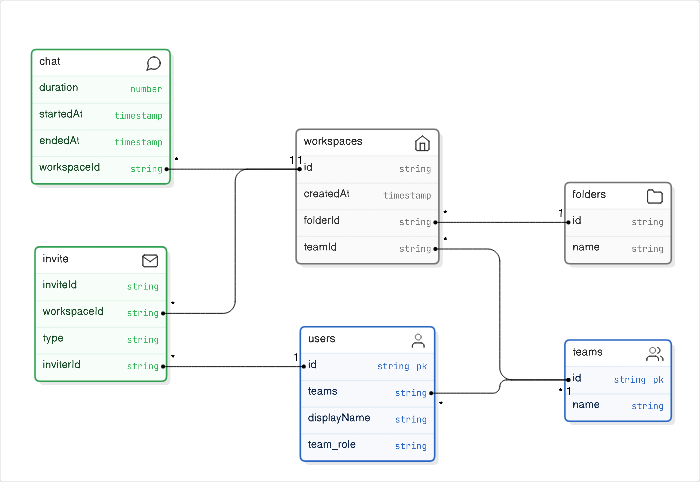 chat
duration number
startedAt timestamp
endedAt timestamp
workspaceId string
*
1 1
workspaces
id string
createdAt timestamp
folderId string
teamId string
*
*
1
folders
id string
name string
invite
inviteId string
workspaceId string
type string
inviterId string
*
*
1
users
id string pk
teams string
displayName string
team_role string
*
* 1
teams
id string pk
name string